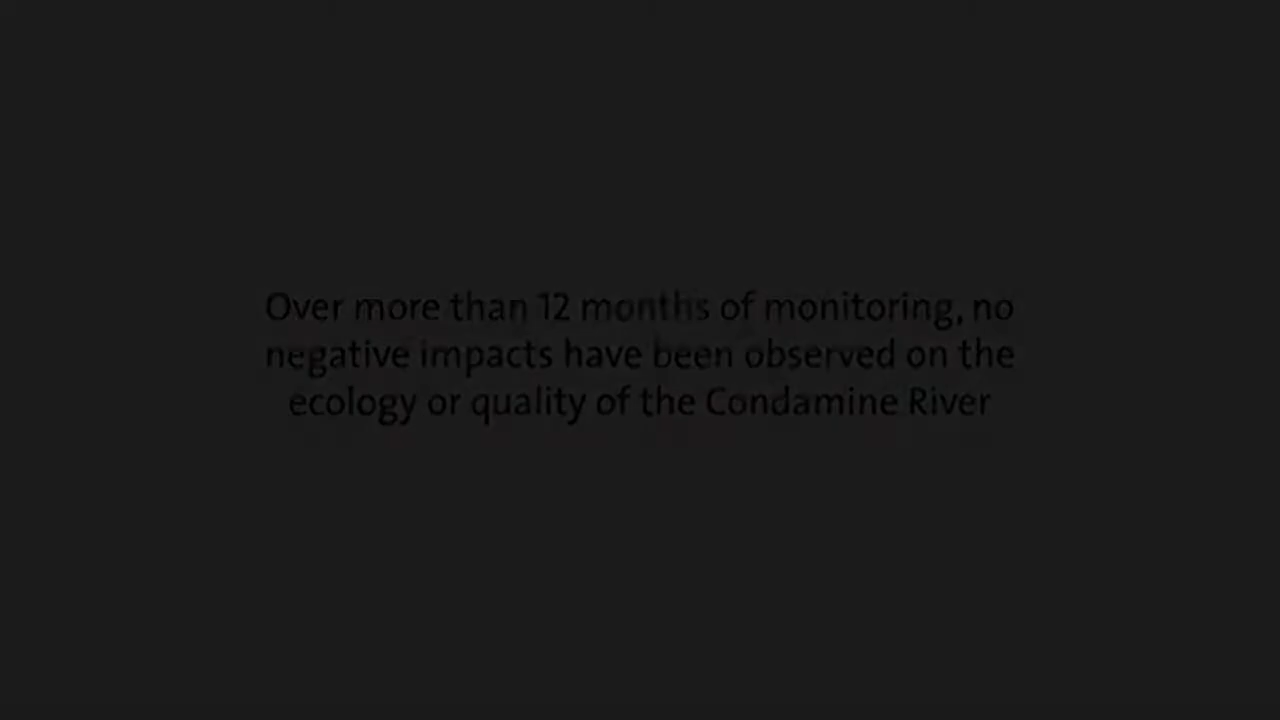 Over more than 12 months of monitoring, no
negative impacts have been observed on the
ecology or quality of the Condamine River